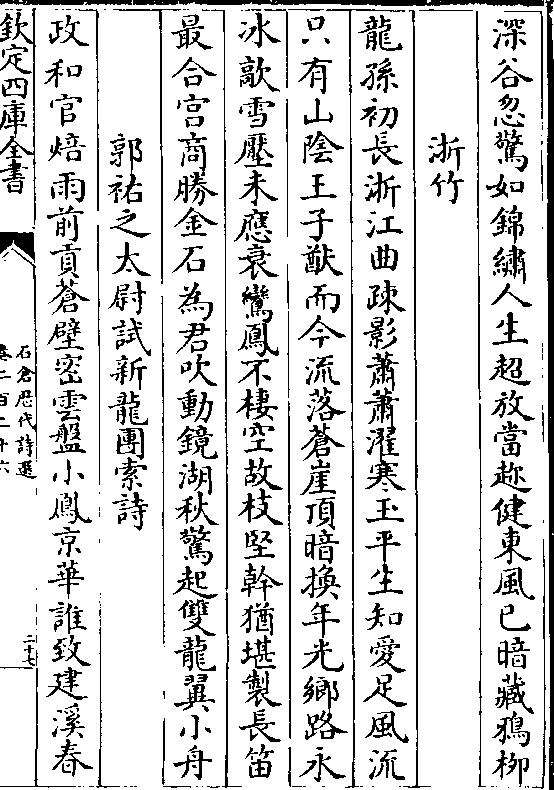 深谷忽驚如錦繡人生超放當趂健東風已暗藏鴉柳
浙竹
龍孫初長浙江曲疎影蕭蕭濯寒玉平生知愛足風流
只有山陰王子猷而今流落蒼崖頂暗換年光鄉路永
冰欹雪壓未應衰鸞鳳不棲空故枝堅幹猶堪製長笛
最合宫商勝金石為君吹動鏡湖秋驚起雙龍翼小舟
郭祐之太尉試新龍團索詩
政和官焙雨前貢蒼璧宻雲盤小鳳京華誰致建溪春
欽定四庫全書
石倉歴代詩選
卷二百二十六
二十七